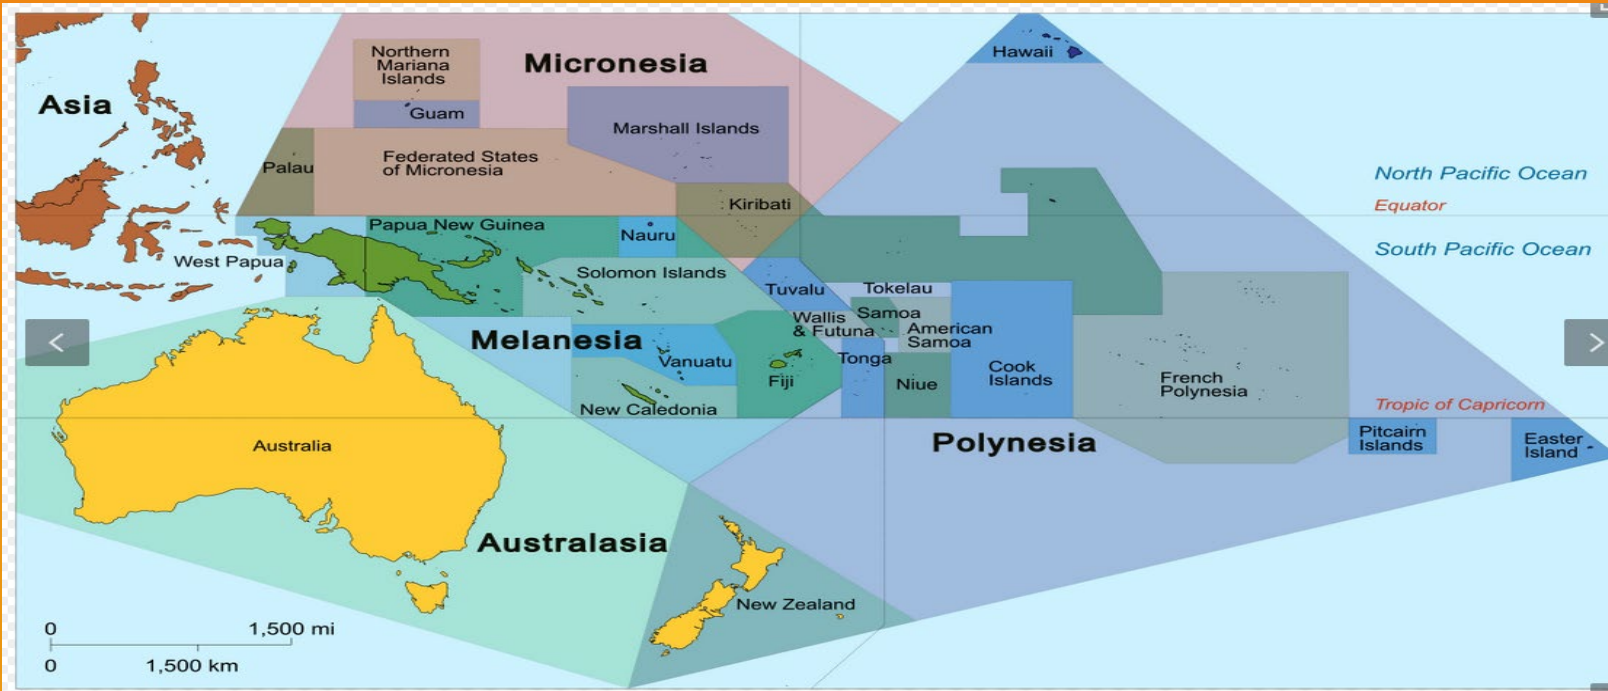 Hawaii
Northern
Mariana
Islands
Micronesia
Asia
Guam
Marshall Islands
Palau
Federated States
of Micronesia
North Pacific Ocean
Kiribati
Equator
Papua New Guinea
Nauru
South Pacific Ocean
West Papua
Solomon Islands
Tuvalu
Tokelau
Wallis
& Futuna
Samoa
American
Samoa
Melanesia
Vanuatu
Tonga
Fiji
Niue
Cook
Islands
French
Polynesia
New Caledonia
Tropic of Capricorn
Australia
Polynesia
Pitcairn
Islands
Easter
Island
Australasia
New Zealand
0
1,500 mi
0
1,500 km